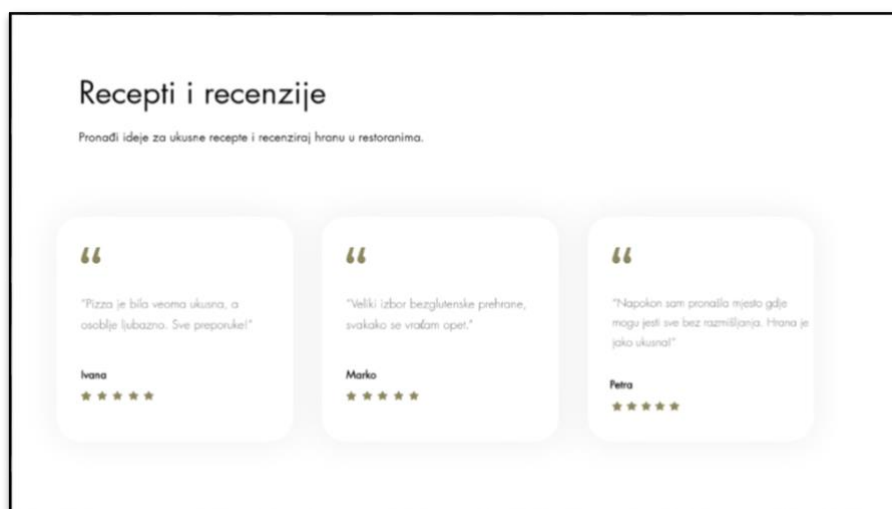 Recepti i recenzije
Pronađi ideje za ukusne recepte i recenziraj hranu u restoranima.
“
"Pizza je bila veoma ukusna, a
osoblje ljubazno. Sve preporuke!"
Ivana
“
"Veliki izbor bezglutenske prehrane,
svakako se vraćam opet."
Marko
“
"Napokon sam pronašla mjesto gdje
mogu jesti sve bez razmišljanja. Hrana je
jako ukusna!"
Petra